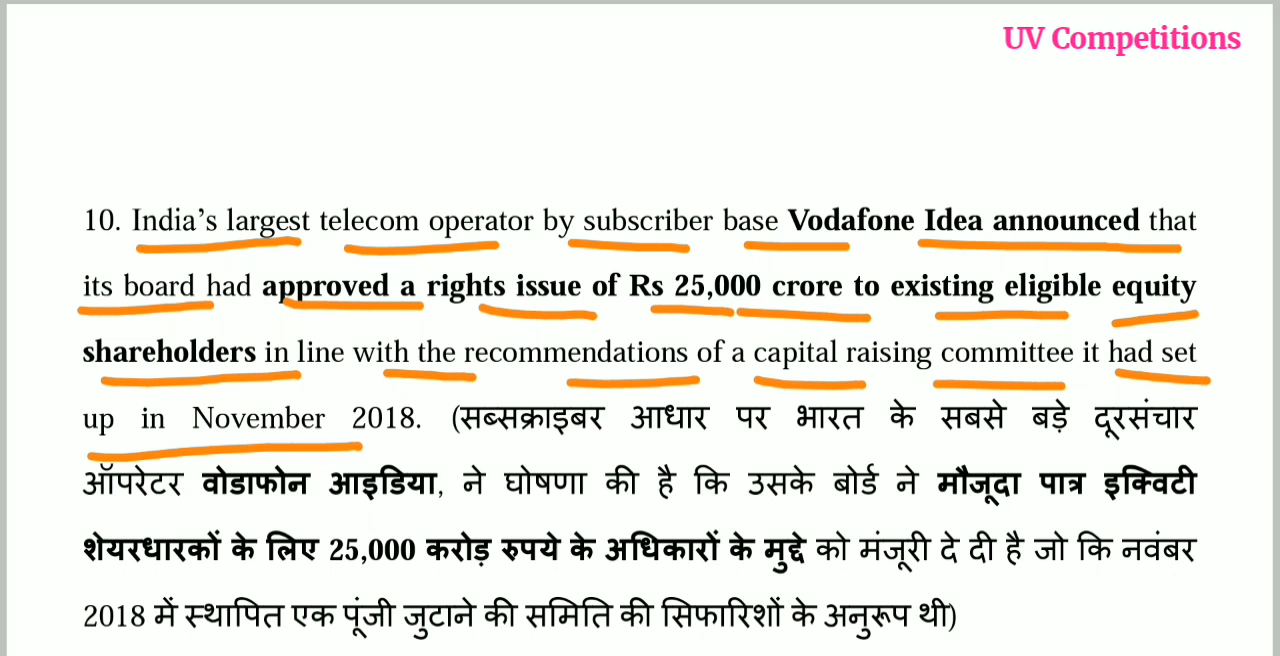 UV Competitions
10. India’s largest telecom operator by subscriber base Vodafone Idea announced that
its board had approved a rights issue of Rs 25,000 crore to existing eligible equity
shareholders in line with the recommendations of a capital raising committee it had set
up in November 2018. (सब्सक्राइबर आधार पर भारत के सबसे बड़े दूरसंचार
ऑपरेटर वोडाफोन आइडिया, ने घोषणा की है कि उसके बोर्ड ने मौजूदा पात्र इक्विटी
शेयरधारकों के लिए 25,000 करोड़ रुपये के अधिकारों के मुद्दे को मंजूरी दे दी है जो कि नवंबर
2018 में स्थापित एक पूंजी जुटाने की समिति की सिफारिशों के अनुरूप थी)